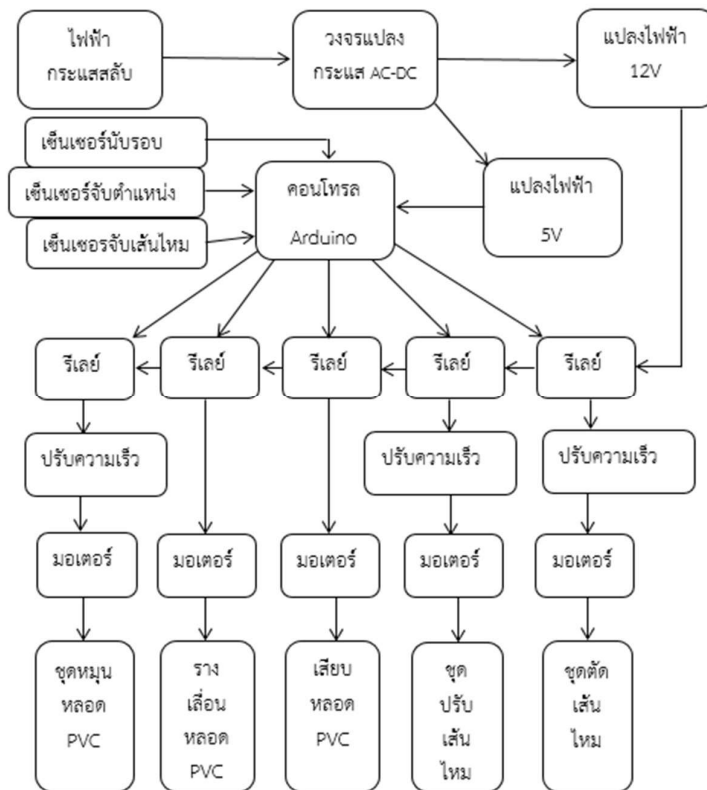 ไฟฟ้า
กระแสสลับ
วงจรแปลง
กระแส AC-DC
แปลงไฟฟ้า
12V
เซ็นเซอร์นับรอบ
เซ็นเซอร์จับตำแหน่ง
เซ็นเซอรจับเส้นไหม
คอนโทรล
Arduino
แปลงไฟฟ้า
5V
รีเลย์
รีเลย์
รีเลย์
รีเลย์
รีเลย์
ปรับความเร็ว
ปรับความเร็ว
ปรับความเร็ว
มอเตอร์
มอเตอร์
มอเตอร์
มอเตอร์
มอเตอร์
ชุดหมุน
หลอด
PVC
ราง
เลื่อน
หลอด
PVC
เสียบ
หลอด
PVC
ชุด
ปรับ
เส้น
ไหม
ชุดตัด
เส้น
ไหม